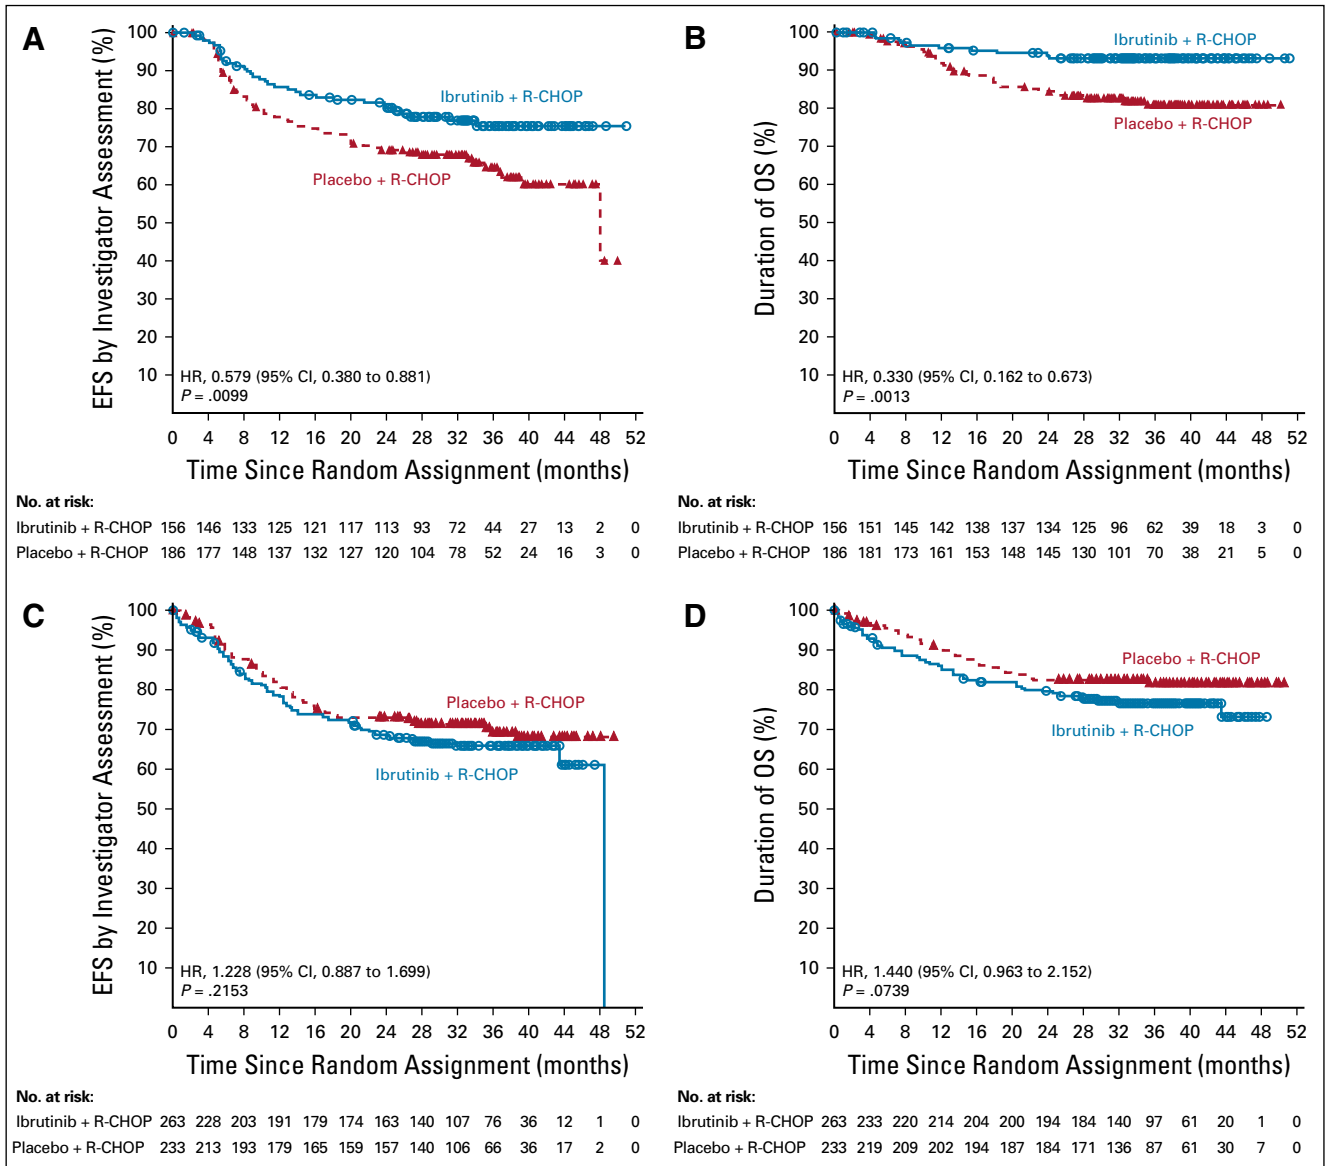 A
EFS by Investigator Assessment (%)
100
90
80
70
60
50
40
30
20
10
Ibrutinib + R-CHOP
Placebo + R-CHOP
HR, 0.579 (95% CI, 0.380 to 0.881)
P = .0099
0 4 8 12 16 20 24 28 32 36 40 44 48 52
Time Since Random Assignment (months)
No. at risk:
Ibrutinib + R-CHOP 156 146 133 125 121 117 113 93 72 44 27 13 2 0
Placebo + R-CHOP 186 177 148 137 132 127 120 104 78 52 24 16 3 0
B
Duration of OS (%)
100
90
80
70
60
50
40
30
20
10
Ibrutinib + R-CHOP
Placebo + R-CHOP
HR, 0.330 (95% CI, 0.162 to 0.673)
P = .0013
0 4 8 12 16 20 24 28 32 36 40 44 48 52
Time Since Random Assignment (months)
No. at risk:
Ibrutinib + R-CHOP 156 151 145 142 138 137 134 125 96 62 39 18 3 0
Placebo + R-CHOP 186 181 173 161 153 148 145 130 101 70 38 21 5 0
C
EFS by Investigator Assessment (%)
100
90
80
70
60
50
40
30
20
10
Placebo + R-CHOP
Ibrutinib + R-CHOP
HR, 1.228 (95% CI, 0.887 to 1.699)
P = .2153
0 4 8 12 16 20 24 28 32 36 40 44 48 52
Time Since Random Assignment (months)
No. at risk:
Ibrutinib + R-CHOP 263 228 203 191 179 174 163 140 107 76 36 12 1 0
Placebo + R-CHOP 233 213 193 179 165 159 157 140 106 66 36 17 2 0
D
Duration of OS (%)
100
90
80
70
60
50
40
30
20
10
Placebo + R-CHOP
Ibrutinib + R-CHOP
HR, 1.440 (95% CI, 0.963 to 2.152)
P = .0739
0 4 8 12 16 20 24 28 32 36 40 44 48 52
Time Since Random Assignment (months)
No. at risk:
Ibrutinib + R-CHOP 263 233 220 214 204 200 194 184 140 97 61 20 1 0
Placebo + R-CHOP 233 219 209 202 194 187 184 171 136 87 61 30 7 0